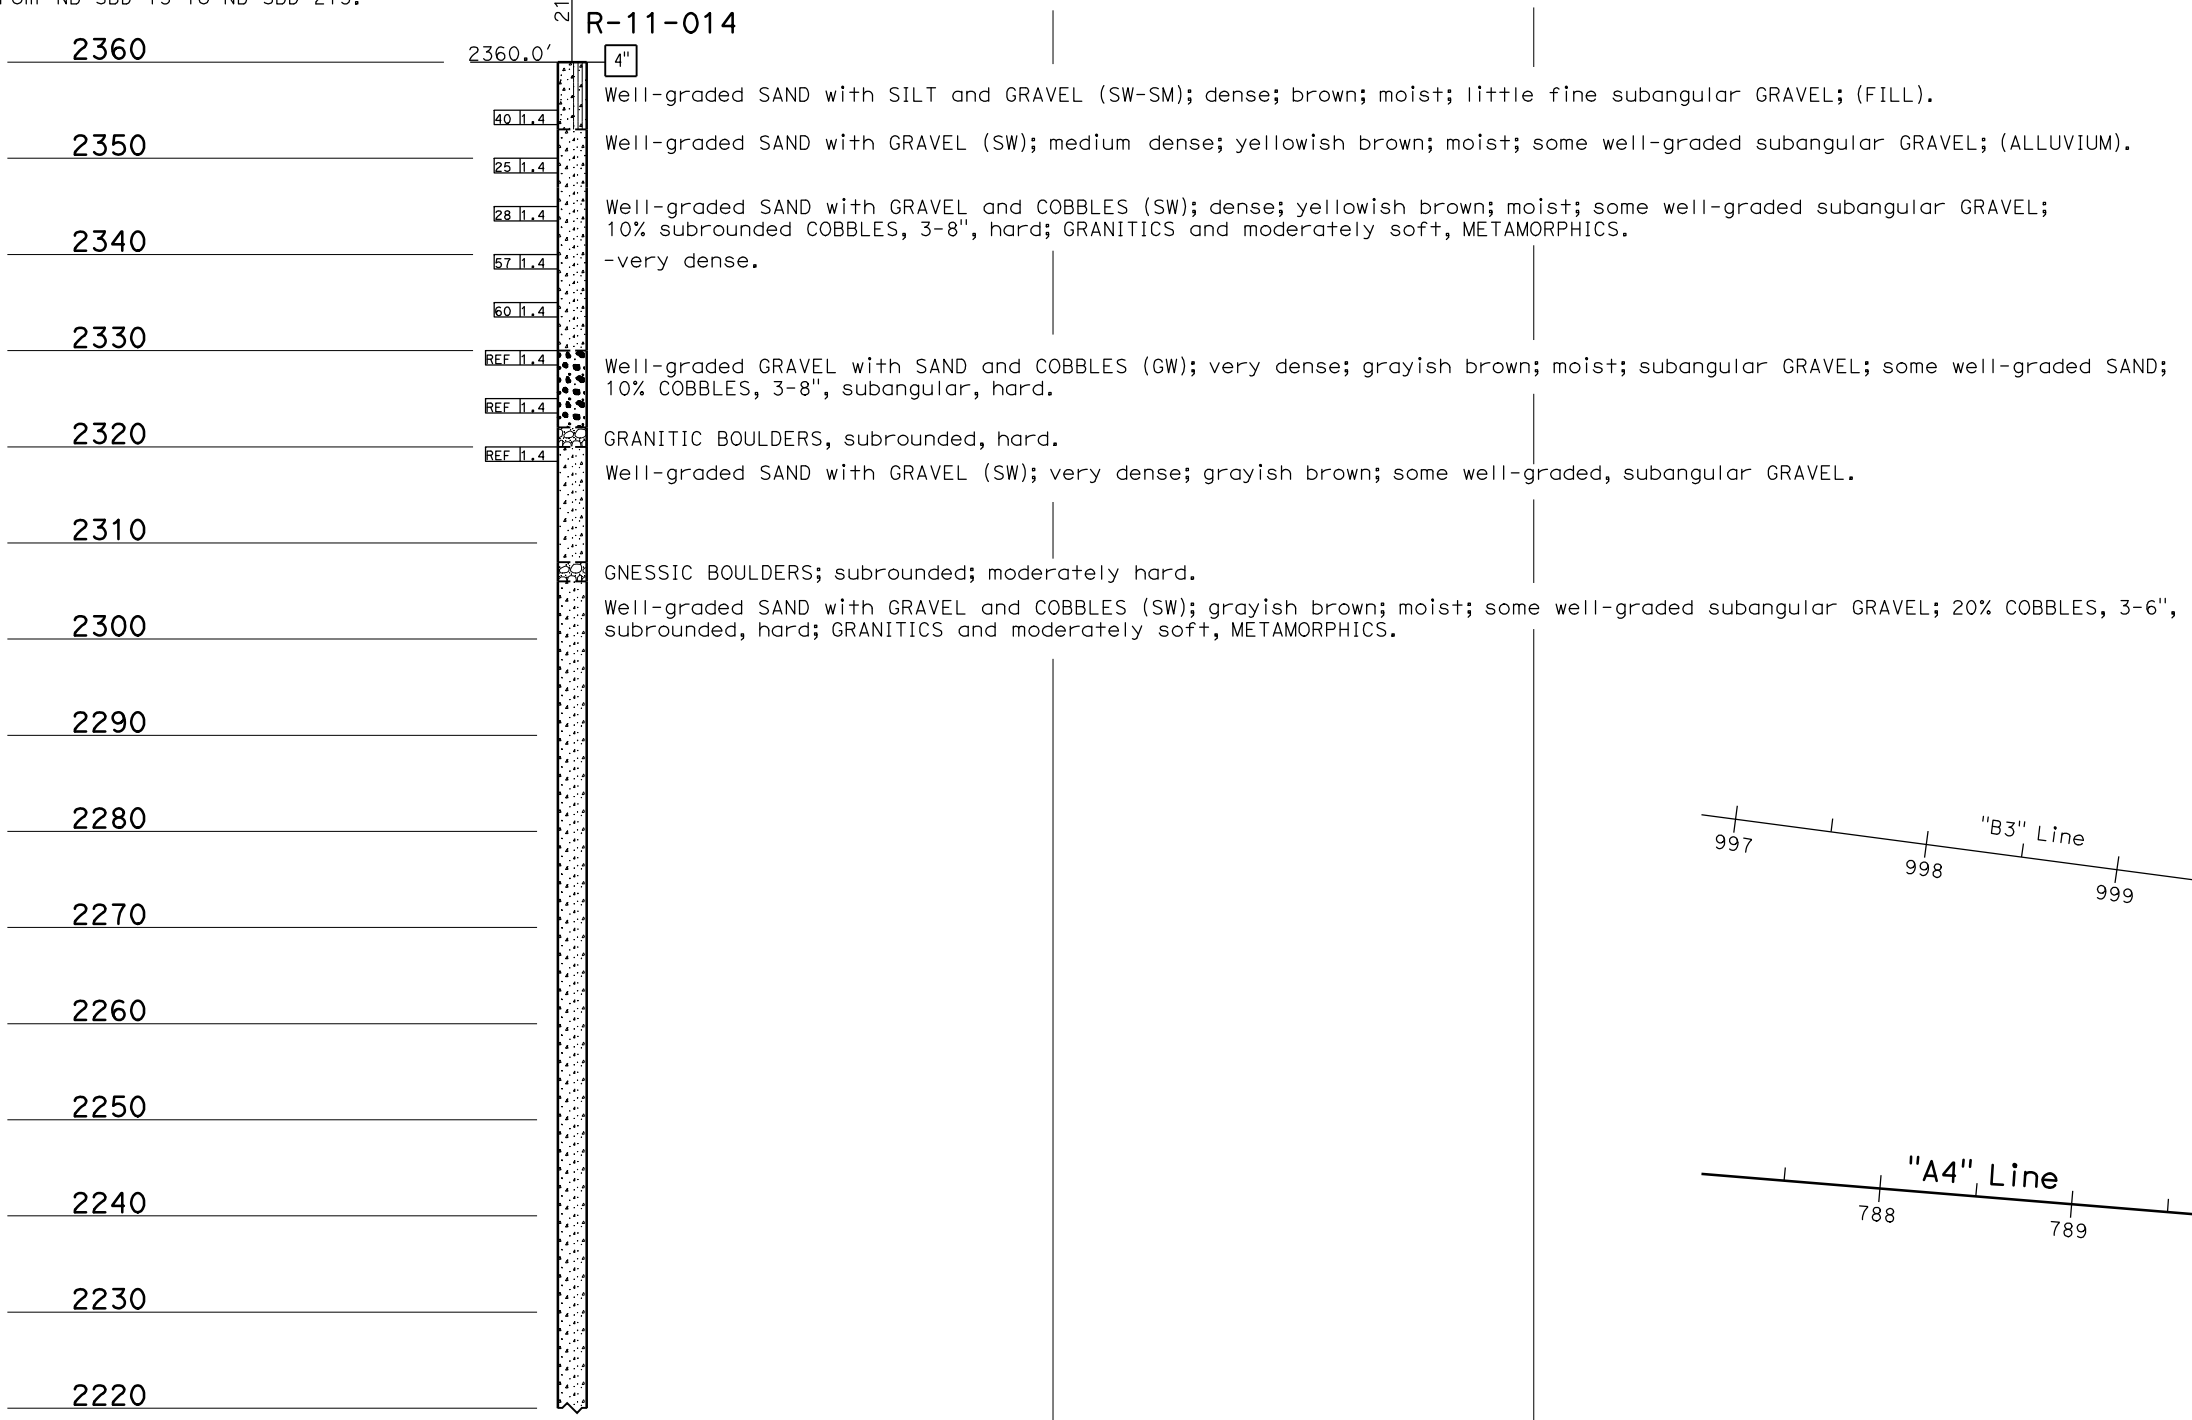 R-11-014
2360
2360.0'
4"
Well-graded SAND with SILT and GRAVEL (SW-SM); dense; brown; moist; little fine subangular GRAVEL; (FILL).
40 1.4
2350
Well-graded SAND with GRAVEL (SW); medium dense; yellowish brown; moist; some well-graded subangular GRAVEL; (ALLUVIUM).
25 1.4
28 1.4
Well-graded SAND with GRAVEL and COBBLES (SW); dense; yellowish brown; moist; some well-graded subangular GRAVEL;
10% subrounded COBBLES, 3-8", hard; GRANITICS and moderately soft, METAMORPHICS.
2340
57 1.4
-very dense.
60 1.4
2330
REF 1.4
Well-graded GRAVEL with SAND and COBBLES (GW); very dense; grayish brown; moist; subangular GRAVEL; some well-graded SAND;
10% COBBLES, 3-8", subangular, hard.
REF 1.4
2320
GRANITIC BOULDERS, subrounded, hard.
REF 1.4
Well-graded SAND with GRAVEL (SW); very dense; grayish brown; some well-graded, subangular GRAVEL.
2310
GNESSIC BOULDERS; subrounded; moderately hard.
Well-graded SAND with GRAVEL and COBBLES (SW); grayish brown; moist; some well-graded subangular GRAVEL; 20% COBBLES, 3-6",
subrounded, hard; GRANITICS and moderately soft, METAMORPHICS.
2300
2290
2280
"B3" Line
997
998
999
2270
2260
2250
2240
"A4" Line
788
789
2230
2220